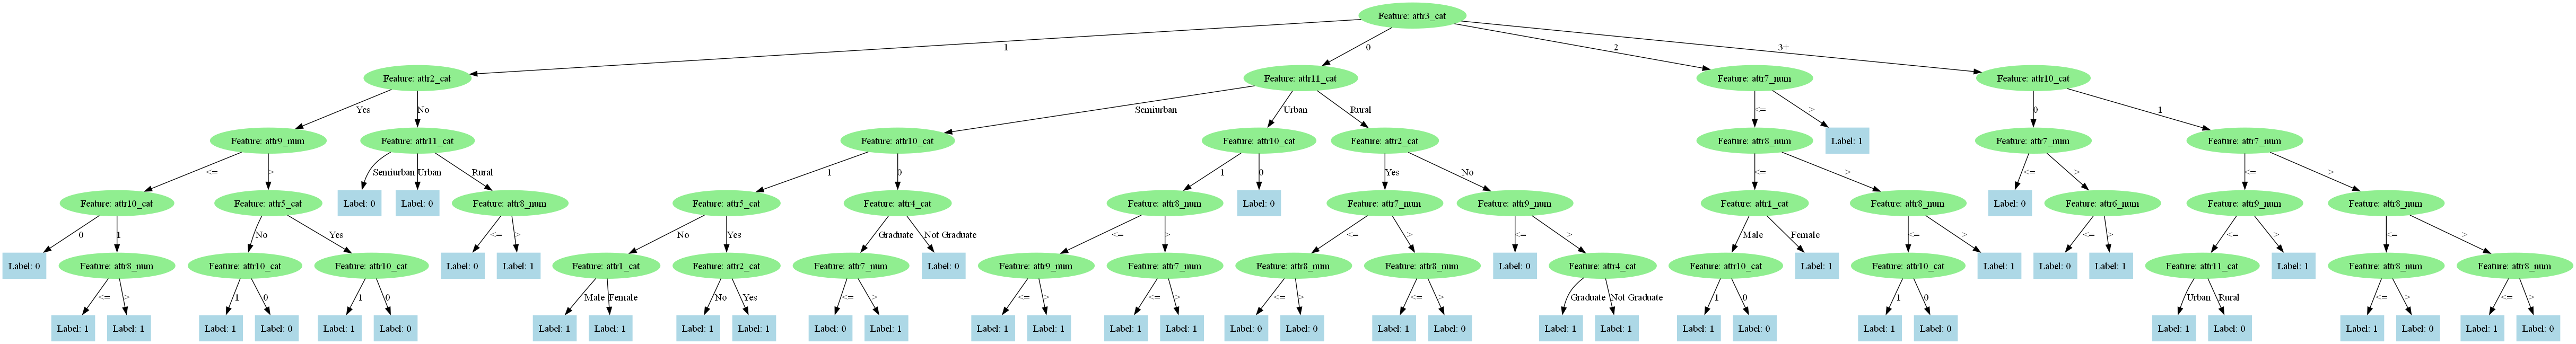 Feature: attr3_cat
1
0
2
3+
Feature: attr2_cat
Feature: attr11_cat
Feature: attr7_num
Feature: attr10_cat
Yes
No
Semiurban
Urban
Rural
<=
>
0
1
Feature: attr9_num
Feature: attr11_cat
Feature: attr10_cat
Feature: attr10_cat
Feature: attr2_cat
Feature: attr8_num
Label: 1
Feature: attr7_num
Feature: attr7_num
<=
>
Semiurban
Urban
Rural
1
0
1
0
Yes
No
<=
>
<=
>
<=
>
Feature: attr10_cat
Feature: attr5_cat
Label: 0
Label: 0
Feature: attr8_num
Feature: attr5_cat
Feature: attr4_cat
Feature: attr8_num
Label: 0
Feature: attr7_num
Feature: attr9_num
Feature: attr1_cat
Feature: attr8_num
Label: 0
Feature: attr6_num
Feature: attr9_num
Feature: attr8_num
0
1
No
Yes
<=
>
No
Yes
Graduate
Not Graduate
<=
>
<=
>
<=
>
Male
Female
<=
>
<=
>
<=
>
<=
>
Label: 0
Feature: attr8_num
Feature: attr10_cat
Feature: attr10_cat
Label: 0
Label: 1
Feature: attr1_cat
Feature: attr2_cat
Feature: attr7_num
Label: 0
Feature: attr9_num
Feature: attr7_num
Feature: attr8_num
Feature: attr8_num
Label: 0
Feature: attr4_cat
Feature: attr10_cat
Label: 1
Feature: attr10_cat
Label: 1
Label: 0
Label: 1
Feature: attr11_cat
Label: 1
Feature: attr8_num
Feature: attr8_num
<=
>
1
0
1
0
Male
Female
No
Yes
<=
>
<=
>
<=
>
<=
>
<=
>
Graduate
Not Graduate
1
0
1
0
Urban
Rural
<=
>
<=
>
Label: 1
Label: 1
Label: 1
Label: 0
Label: 1
Label: 0
Label: 1
Label: 1
Label: 1
Label: 1
Label: 0
Label: 1
Label: 1
Label: 1
Label: 1
Label: 1
Label: 0
Label: 0
Label: 1
Label: 0
Label: 1
Label: 1
Label: 1
Label: 0
Label: 1
Label: 0
Label: 1
Label: 0
Label: 1
Label: 0
Label: 1
Label: 0